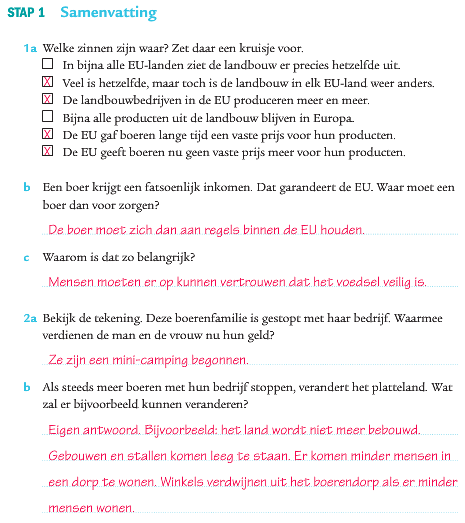 STAP 1 Samenvatting
1a Welke zinnen zijn waar? Zet daar een kruisje voor.
In bijna alle EU-landen ziet de landbouw er precies hetzelfde uit.
X Veel is hetzelfde, maar toch is de landbouw in elk EU-land weer anders.
X De landbouwbedrijven in de EU produceren meer en meer.
Bijna alle producten uit de landbouw blijven in Europa.
X De EU gaf boeren lange tijd een vaste prijs voor hun producten.
X De EU geeft boeren nu geen vaste prijs meer voor hun producten.
b Een boer krijgt een fatsoenlijk inkomen. Dat garandeert de EU. Waar moet een
boer dan voor zorgen?
De boer moet zich dan aan regels binnen de EU houden.
c Waarom is dat zo belangrijk?
Mensen moeten er op kunnen vertrouwen dat het voedsel veilig is.
2a Bekijk de tekening. Deze boerenfamilie is gestopt met haar bedrijf. Waarmee
verdienen de man en de vrouw nu hun geld?
Ze zijn een mini-camping begonnen.
b Als steeds meer boeren met hun bedrijf stoppen, verandert het platteland. Wat
zal er bijvoorbeeld kunnen veranderen?
Eigen antwoord. Bijvoorbeeld: het land wordt niet meer bebouwd.
Gebouwen en stallen komen leeg te staan. Er komen minder mensen in
een dorp te wonen. Winkels verdwijnen uit het boerendorp als er minder
mensen wonen.